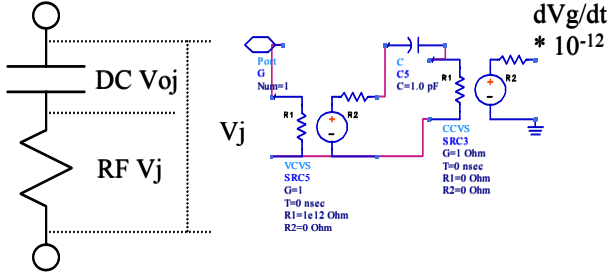 dVg/dt
* 10-12
DC Voj
RF Vj
Vj
Port
G
Num=1
R1
R2
VCVS
SRC5
G=1
T=0 nsec
R1=1e12 Ohm
R2=0 Ohm
C
C5
C=1.0 pF
R1
R2
CCVS
SRC3
G=1 Ohm
T=0 nsec
R1=0 Ohm
R2=0 Ohm